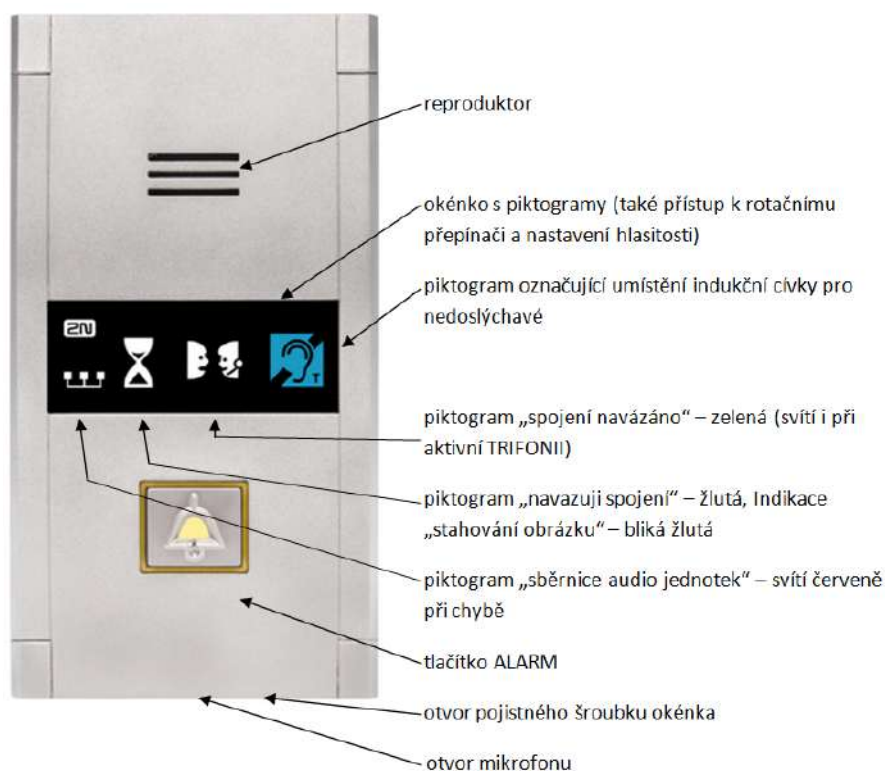 reproduktor
okénko s piktogramy (také přístup k rotačnímu
přepínači a nastavení hlasitosti)
piktogram označující umístění indukční cívky pro
nedoslýchavé
2N
T
piktogram „spojení navázáno“ – zelená (svítí i při
aktivní TRIFONII)
piktogram „navazuji spojení“ – žlutá, Indikace
„stahování obrázku“ – bliká žlutá
piktogram „sběrnice audio jednotek“ – svítí červeně
při chybě
tlačítko ALARM
otvor pojistného šroubku okénka
otvor mikrofonu